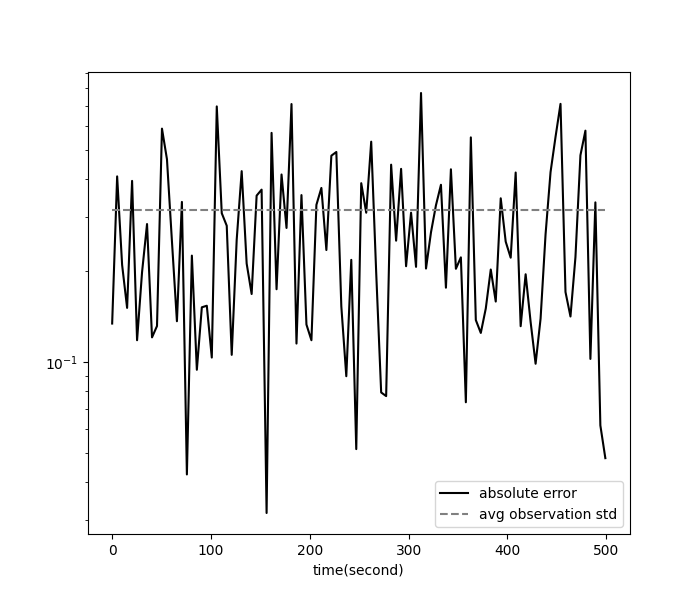 10⁻¹
0 100 200 300 400 500
time(second)
absolute error
avg observation std